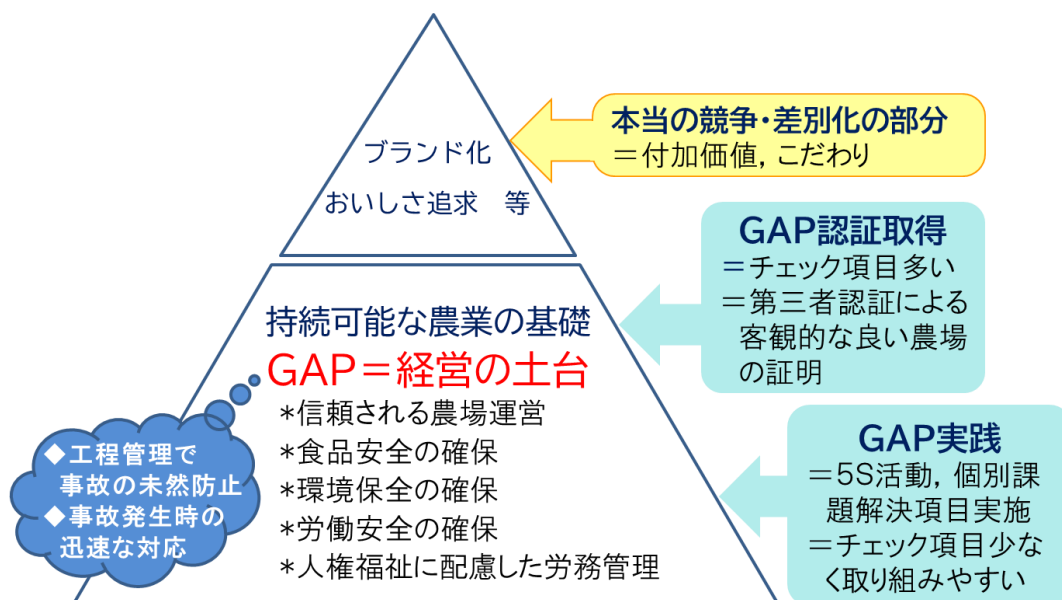 ブランド化
おいしさ追求　等
本当の競争・差別化の部分
＝付加価値，こだわり
GAP認証取得
＝チェック項目多い
＝第三者認証による
客観的な良い農場
の証明
持続可能な農業の基礎
GAP＝経営の土台
*信頼される農場運営
*食品安全の確保
*環境保全の確保
*労働安全の確保
*人権福祉に配慮した労務管理
◆工程管理で
事故の未然防止
◆事故発生時の
迅速な対応
GAP実践
＝5S活動，個別課
題解決項目実施
＝チェック項目少な
く取り組みやすい